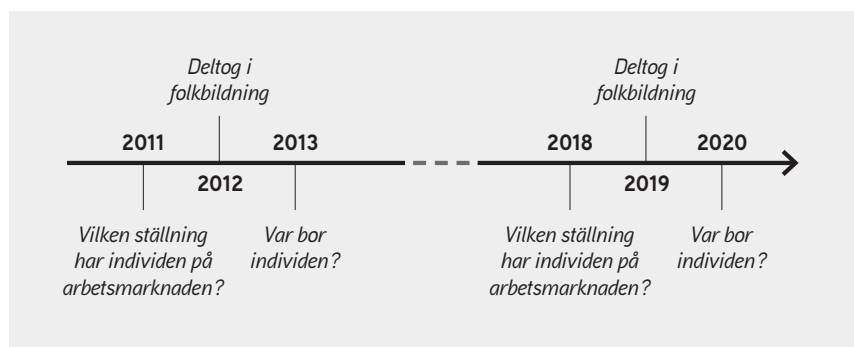 Deltog i
folkbildning
Deltog i
folkbildning
2011
2013
2018
2020
2012
2019
Vilken ställning
har individen på
arbetsmarknaden?
Var bor
individen?
Vilken ställning
har individen på
arbetsmarknaden?
Var bor
individen?